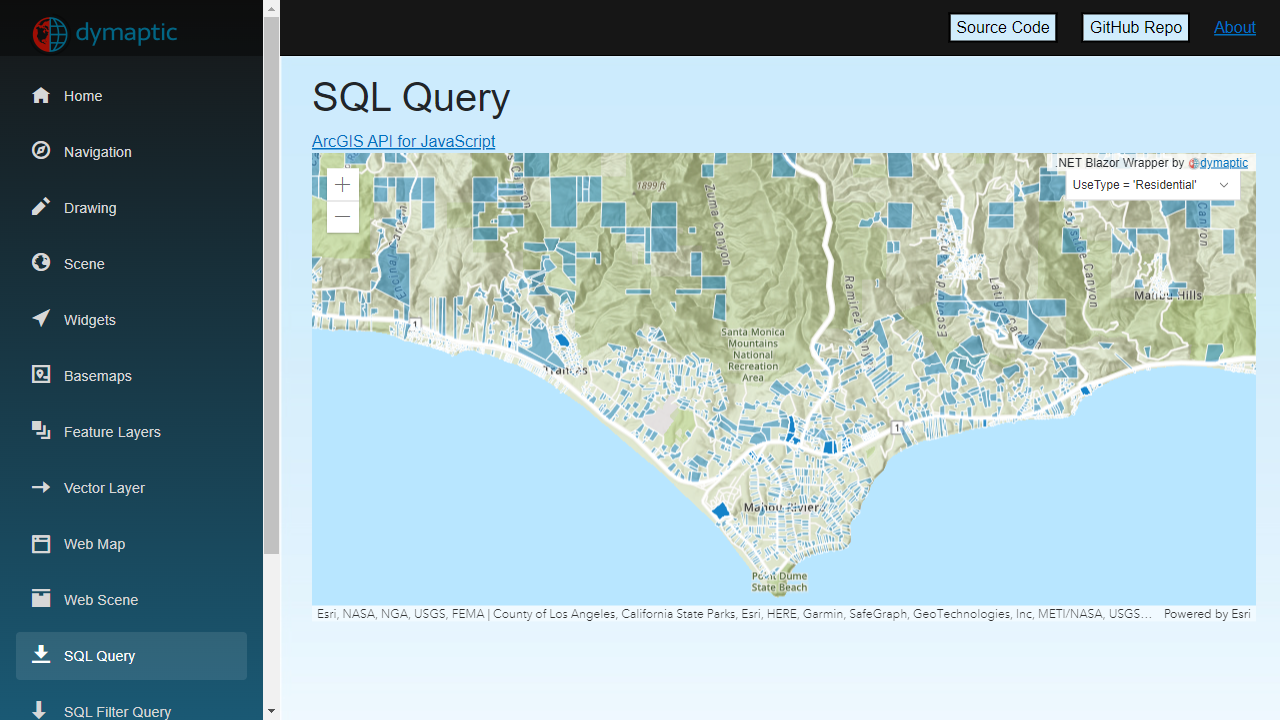 dymaptic
Source Code
GitHub Repo
About
Home
Navigation
Drawing
Scene
Widgets
Basemaps
Feature Layers
Vector Layer
Web Map
Web Scene
SQL Query
SQL Filter Query
SQL Query
ArcGIS API for JavaScript
.NET Blazor Wrapper by dymaptic
UseType = 'Residential'
1899 ft
Zuma Canyon
Canyon
Canyon
Ramirez Canyon
Escondido
Latigo Canyon
Canyon
Malibu Hills
Santa Monica
Mountains
National
Recreation
Area
1
1
Point Dume
State Beach
Esri, NASA, NGA, USGS, FEMA | County of Los Angeles, California State Parks, Esri, HERE, Garmin, SafeGraph, GeoTechnologies, Inc, METI/NASA, USGS...
Powered by Esri